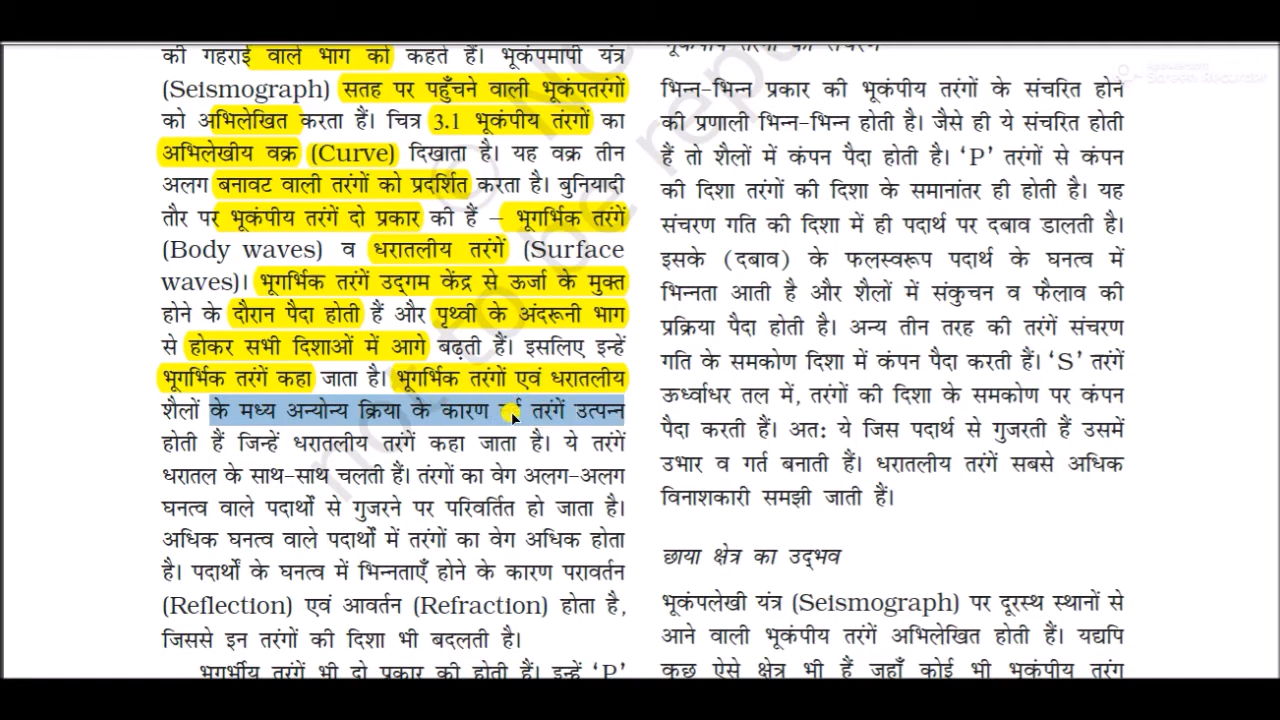 की गहराई वाले भाग को कहते हैं। भूकंपमापी यंत्र
(Seismograph) सतह पर पहुँचने वाली भूकंपतरंगों
को अभिलेखित करता हैं। चित्र 3.1 भूकंपीय तंरगों का
अभिलेखीय वक्र (Curve) दिखाता है। यह वक्र तीन
अलग बनावट वाली तरंगों को प्रदर्शित करता है। बुनियादी
तौर पर भूकंपीय तरंगें दो प्रकार की हैं – भूगर्भिक तरंगें
(Body waves) व धरातलीय तरंगें (Surface
waves)। भूगर्भिक तरंगें उद्गम केंद्र से ऊर्जा के मुक्त
होने के दौरान पैदा होती हैं और पृथ्वी के अंदरूनी भाग
से होकर सभी दिशाओं में आगे बढ़ती हैं। इसलिए इन्हें
भूगर्भिक तरंगें कहा जाता है। भूगर्भिक तरंगों एवं धरातलीय
शैलों के मध्य अन्योन्य क्रिया के कारण तरंगें उत्पन्न
होती हैं जिन्हें धरातलीय तरंगें कहा जाता है। ये तरंगें
धरातल के साथ-साथ चलती हैं। तंरगों का वेग अलग-अलग
घनत्व वाले पदार्थों से गुजरने पर परिवर्तित हो जाता है।
अधिक घनत्व वाले पदार्थों में तरंगों का वेग अधिक होता
है। पदार्थों के घनत्व में भिन्नताएँ होने के कारण परावर्तन
(Reflection) एवं आवर्तन (Refraction) होता है,
जिससे इन तरंगों की दिशा भी बदलती है।
भूगर्भीय तरंगें भी दो प्रकार की होती हैं। इन्हें ‘P’
भिन्न-भिन्न प्रकार की भूकंपीय तरंगों के संचरित होने
की प्रणाली भिन्न-भिन्न होती है। जैसे ही ये संचरित होती
हैं तो शैलों में कंपन पैदा होती है। ‘P’ तरंगों से कंपन
की दिशा तरंगों की दिशा के समानांतर ही होती है। यह
संचरण गति की दिशा में ही पदार्थ पर दबाव डालती है।
इसके (दबाव) के फलस्वरूप पदार्थ के घनत्व में
भिन्नता आती है और शैलों में संकुचन व फैलाव की
प्रक्रिया पैदा होती है। अन्य तीन तरह की तरंगें संचरण
गति के समकोण दिशा में कंपन पैदा करती हैं। ‘S’ तरंगें
ऊर्ध्वाधर तल में, तरंगों की दिशा के समकोण पर कंपन
पैदा करती हैं। अतः ये जिस पदार्थ से गुजरती हैं उसमें
उभार व गर्त बनाती हैं। धरातलीय तरंगें सबसे अधिक
विनाशकारी समझी जाती हैं।
छाया क्षेत्र का उद्भव
भूकंपलेखी यंत्र (Seismograph) पर दूरस्थ स्थानों से
आने वाली भूकंपीय तरंगें अभिलेखित होती हैं। यद्यपि
कुछ ऐसे क्षेत्र भी हैं जहाँ कोई भी भूकंपीय तरंग